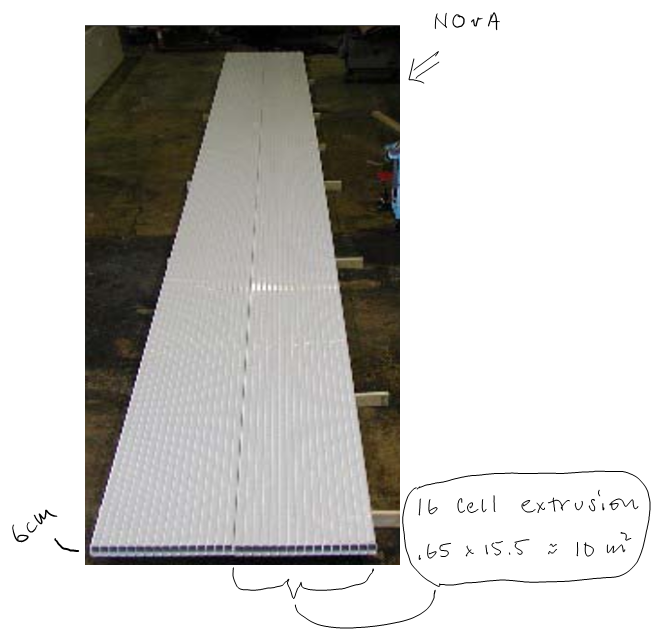 NOvA
6cm
16 cell extrusion
.65 x 15.5 ≈ 10 m²